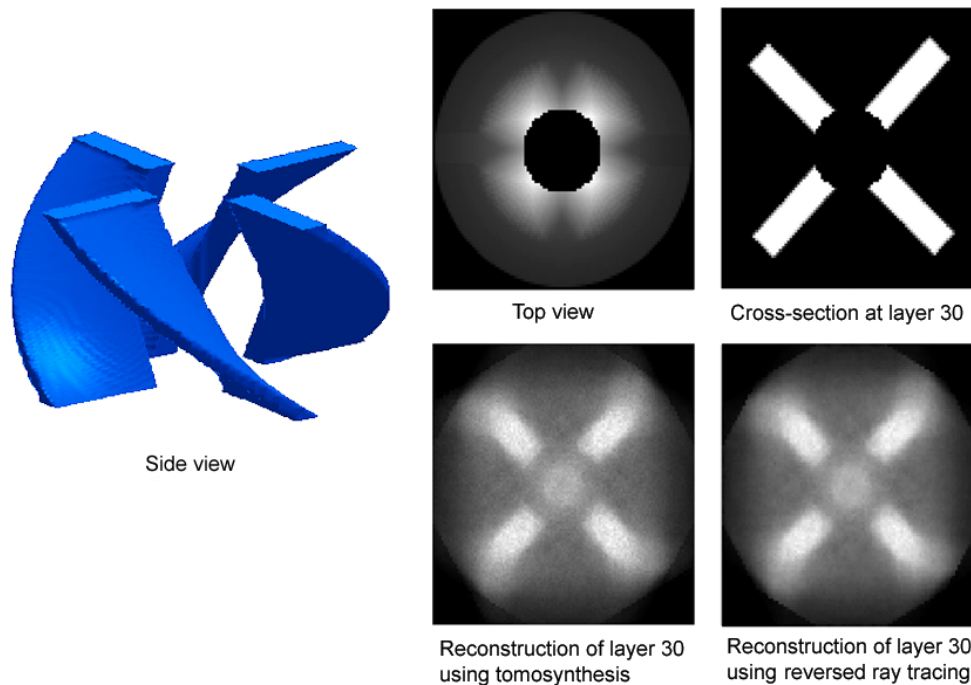 Side view
Top view
Cross-section at layer 30
Reconstruction of layer 30
using tomosynthesis
Reconstruction of layer 30
using reversed ray tracing